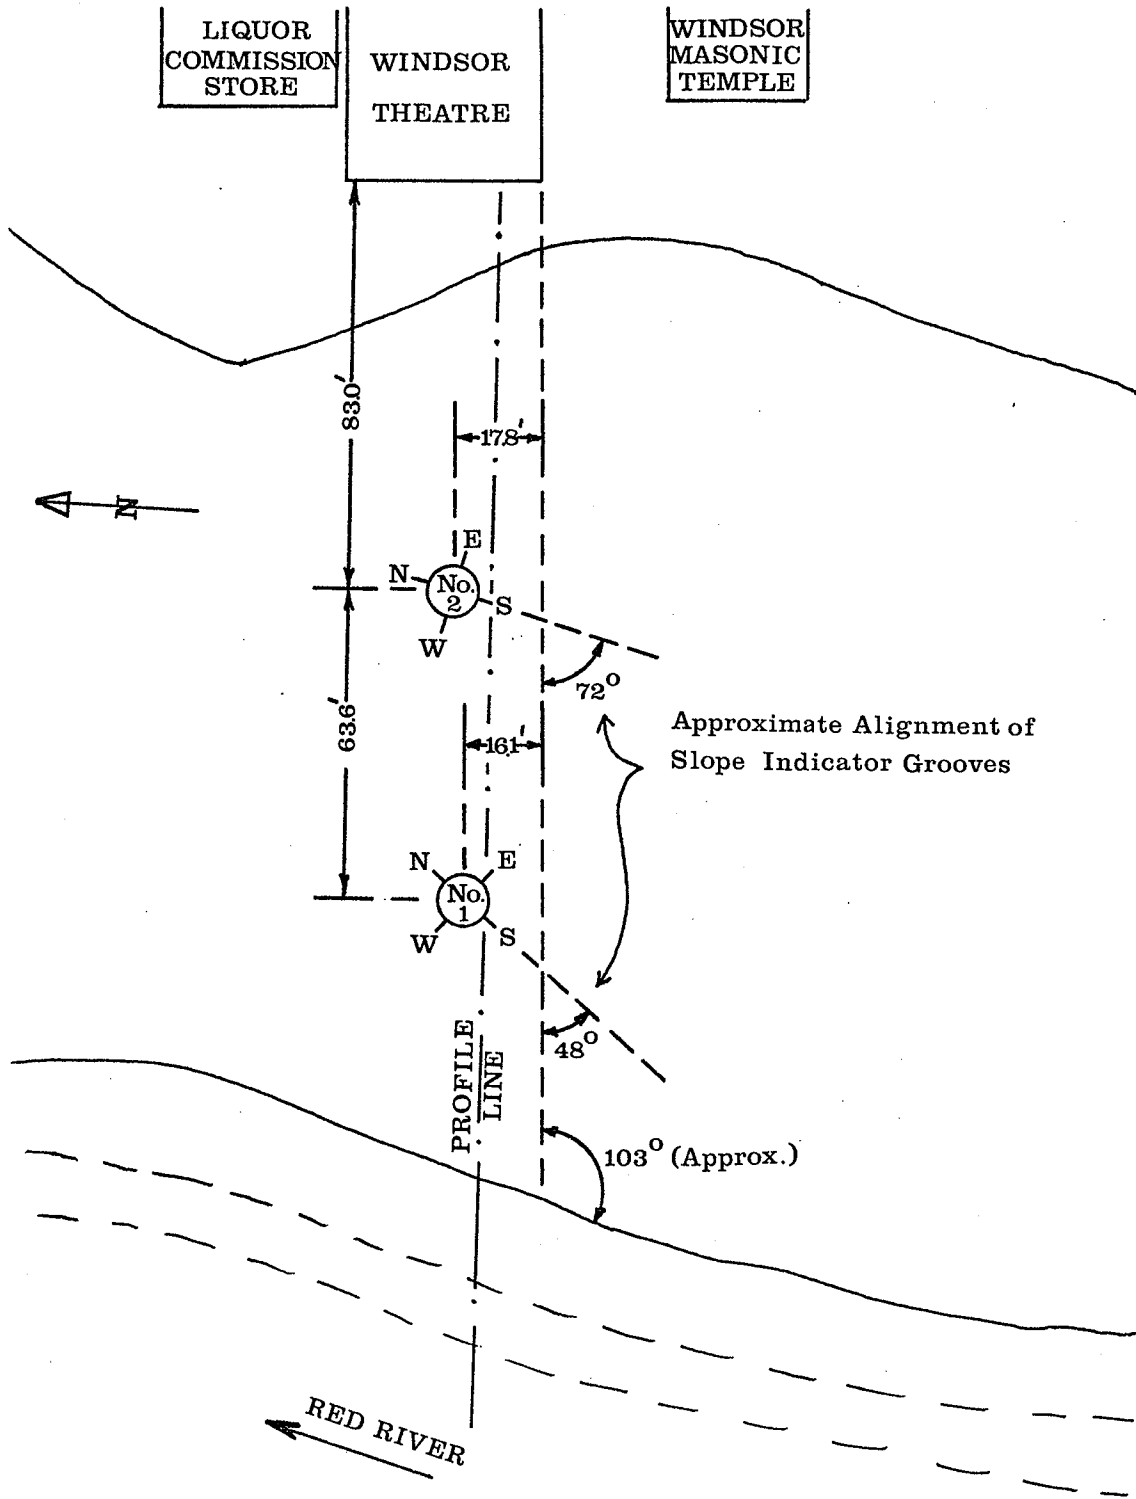 LIQUOR
COMMISSION
STORE
WINDSOR
THEATRE
WINDSOR
MASONIC
TEMPLE
83.0'
17.8'
N
E
N
No.
2
S
W
72°
63.6'
16.1'
Approximate Alignment of
Slope Indicator Grooves
N
E
No.
1
W
S
48°
PROFILE
LINE
103° (Approx.)
RED RIVER